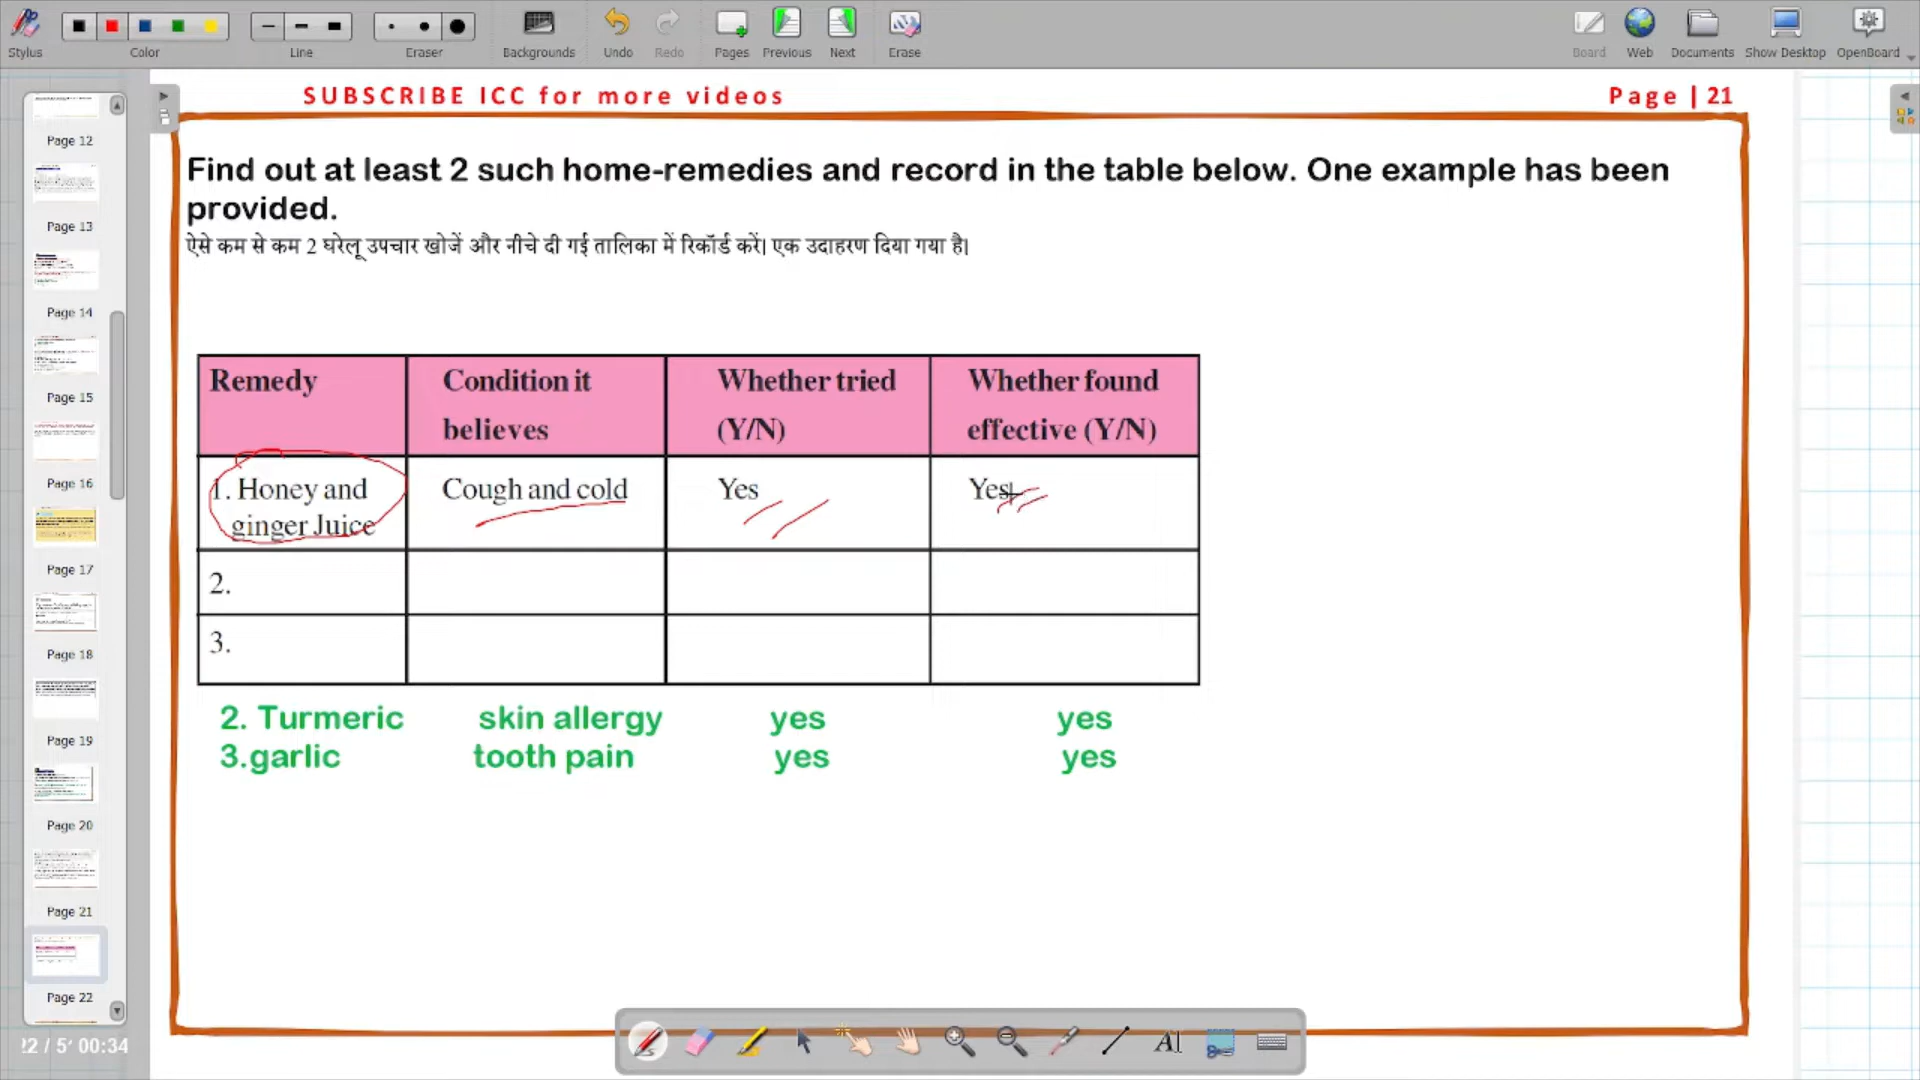 Stylus Color Line Eraser Backgrounds Undo Redo Pages Previous Next Erase Board Web Documents Show Desktop OpenBoard
SUBSCRIBE ICC for more videos Page | 21
Find out at least 2 such home-remedies and record in the table below. One example has been
provided.
ऐसे कम से कम 2 घरेलू उपचार खोजें और नीचे दी गई तालिका में रिकॉर्ड करें। एक उदाहरण दिया गया है।
Remedy Condition it believes Whether tried (Y/N) Whether found effective (Y/N)
1. Honey and ginger Juice Cough and cold Yes Yes
2.
3.
2. Turmeric skin allergy yes yes
3.garlic tooth pain yes yes
Page 12
Page 13
Page 14
Page 15
Page 16
Page 17
Page 18
Page 19
Page 20
Page 21
Page 22
00:34